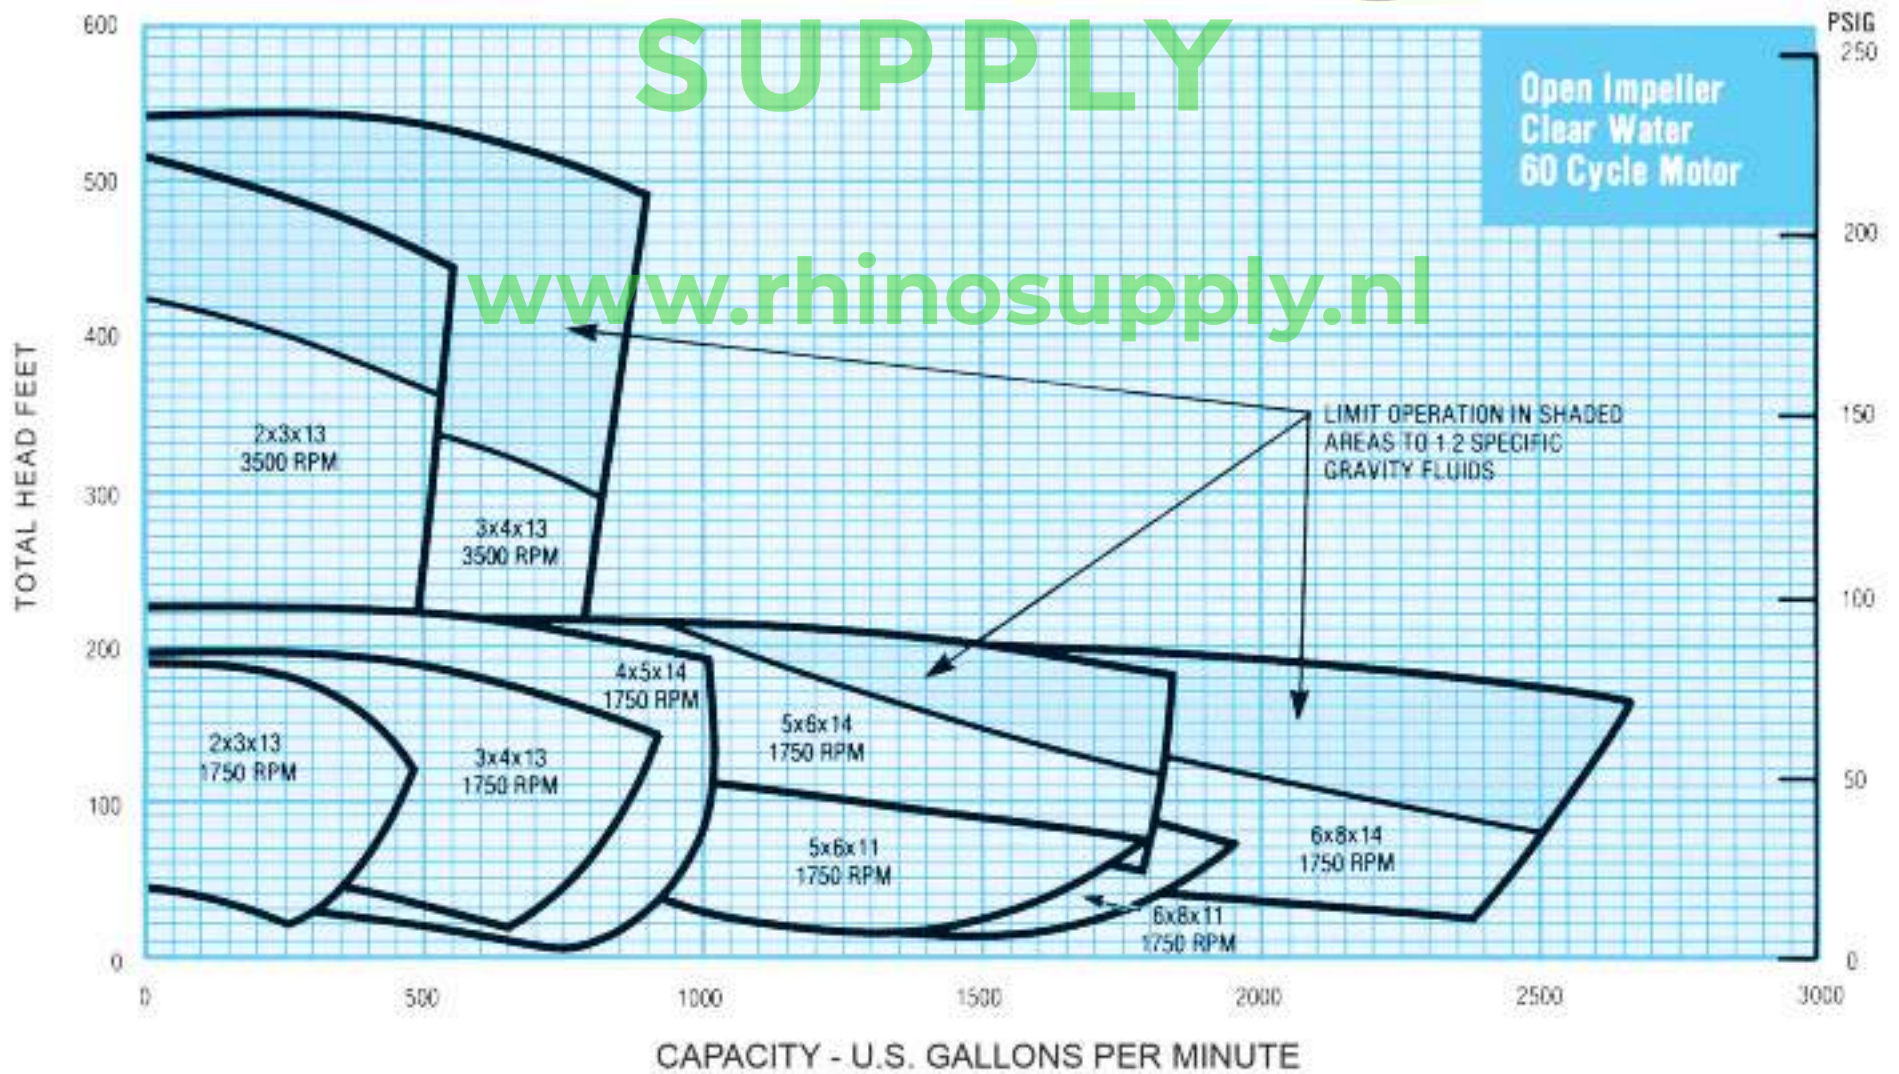 SUPPLY
www.rhinosupply.nl
600
500
400
300
200
100
0
TOTAL HEAD FEET
PSIG
250
200
150
100
50
0
Open Impeller
Clear Water
60 Cycle Motor
LIMIT OPERATION IN SHADED
AREAS TO 1.2 SPECIFIC
GRAVITY FLUIDS
2x3x13
3500 RPM
3x4x13
3500 RPM
4x5x14
1750 RPM
2x3x13
1750 RPM
3x4x13
1750 RPM
5x6x14
1750 RPM
5x6x11
1750 RPM
6x8x14
1750 RPM
6x8x11
1750 RPM
0
500
1000
1500
2000
2500
3000
CAPACITY - U.S. GALLONS PER MINUTE